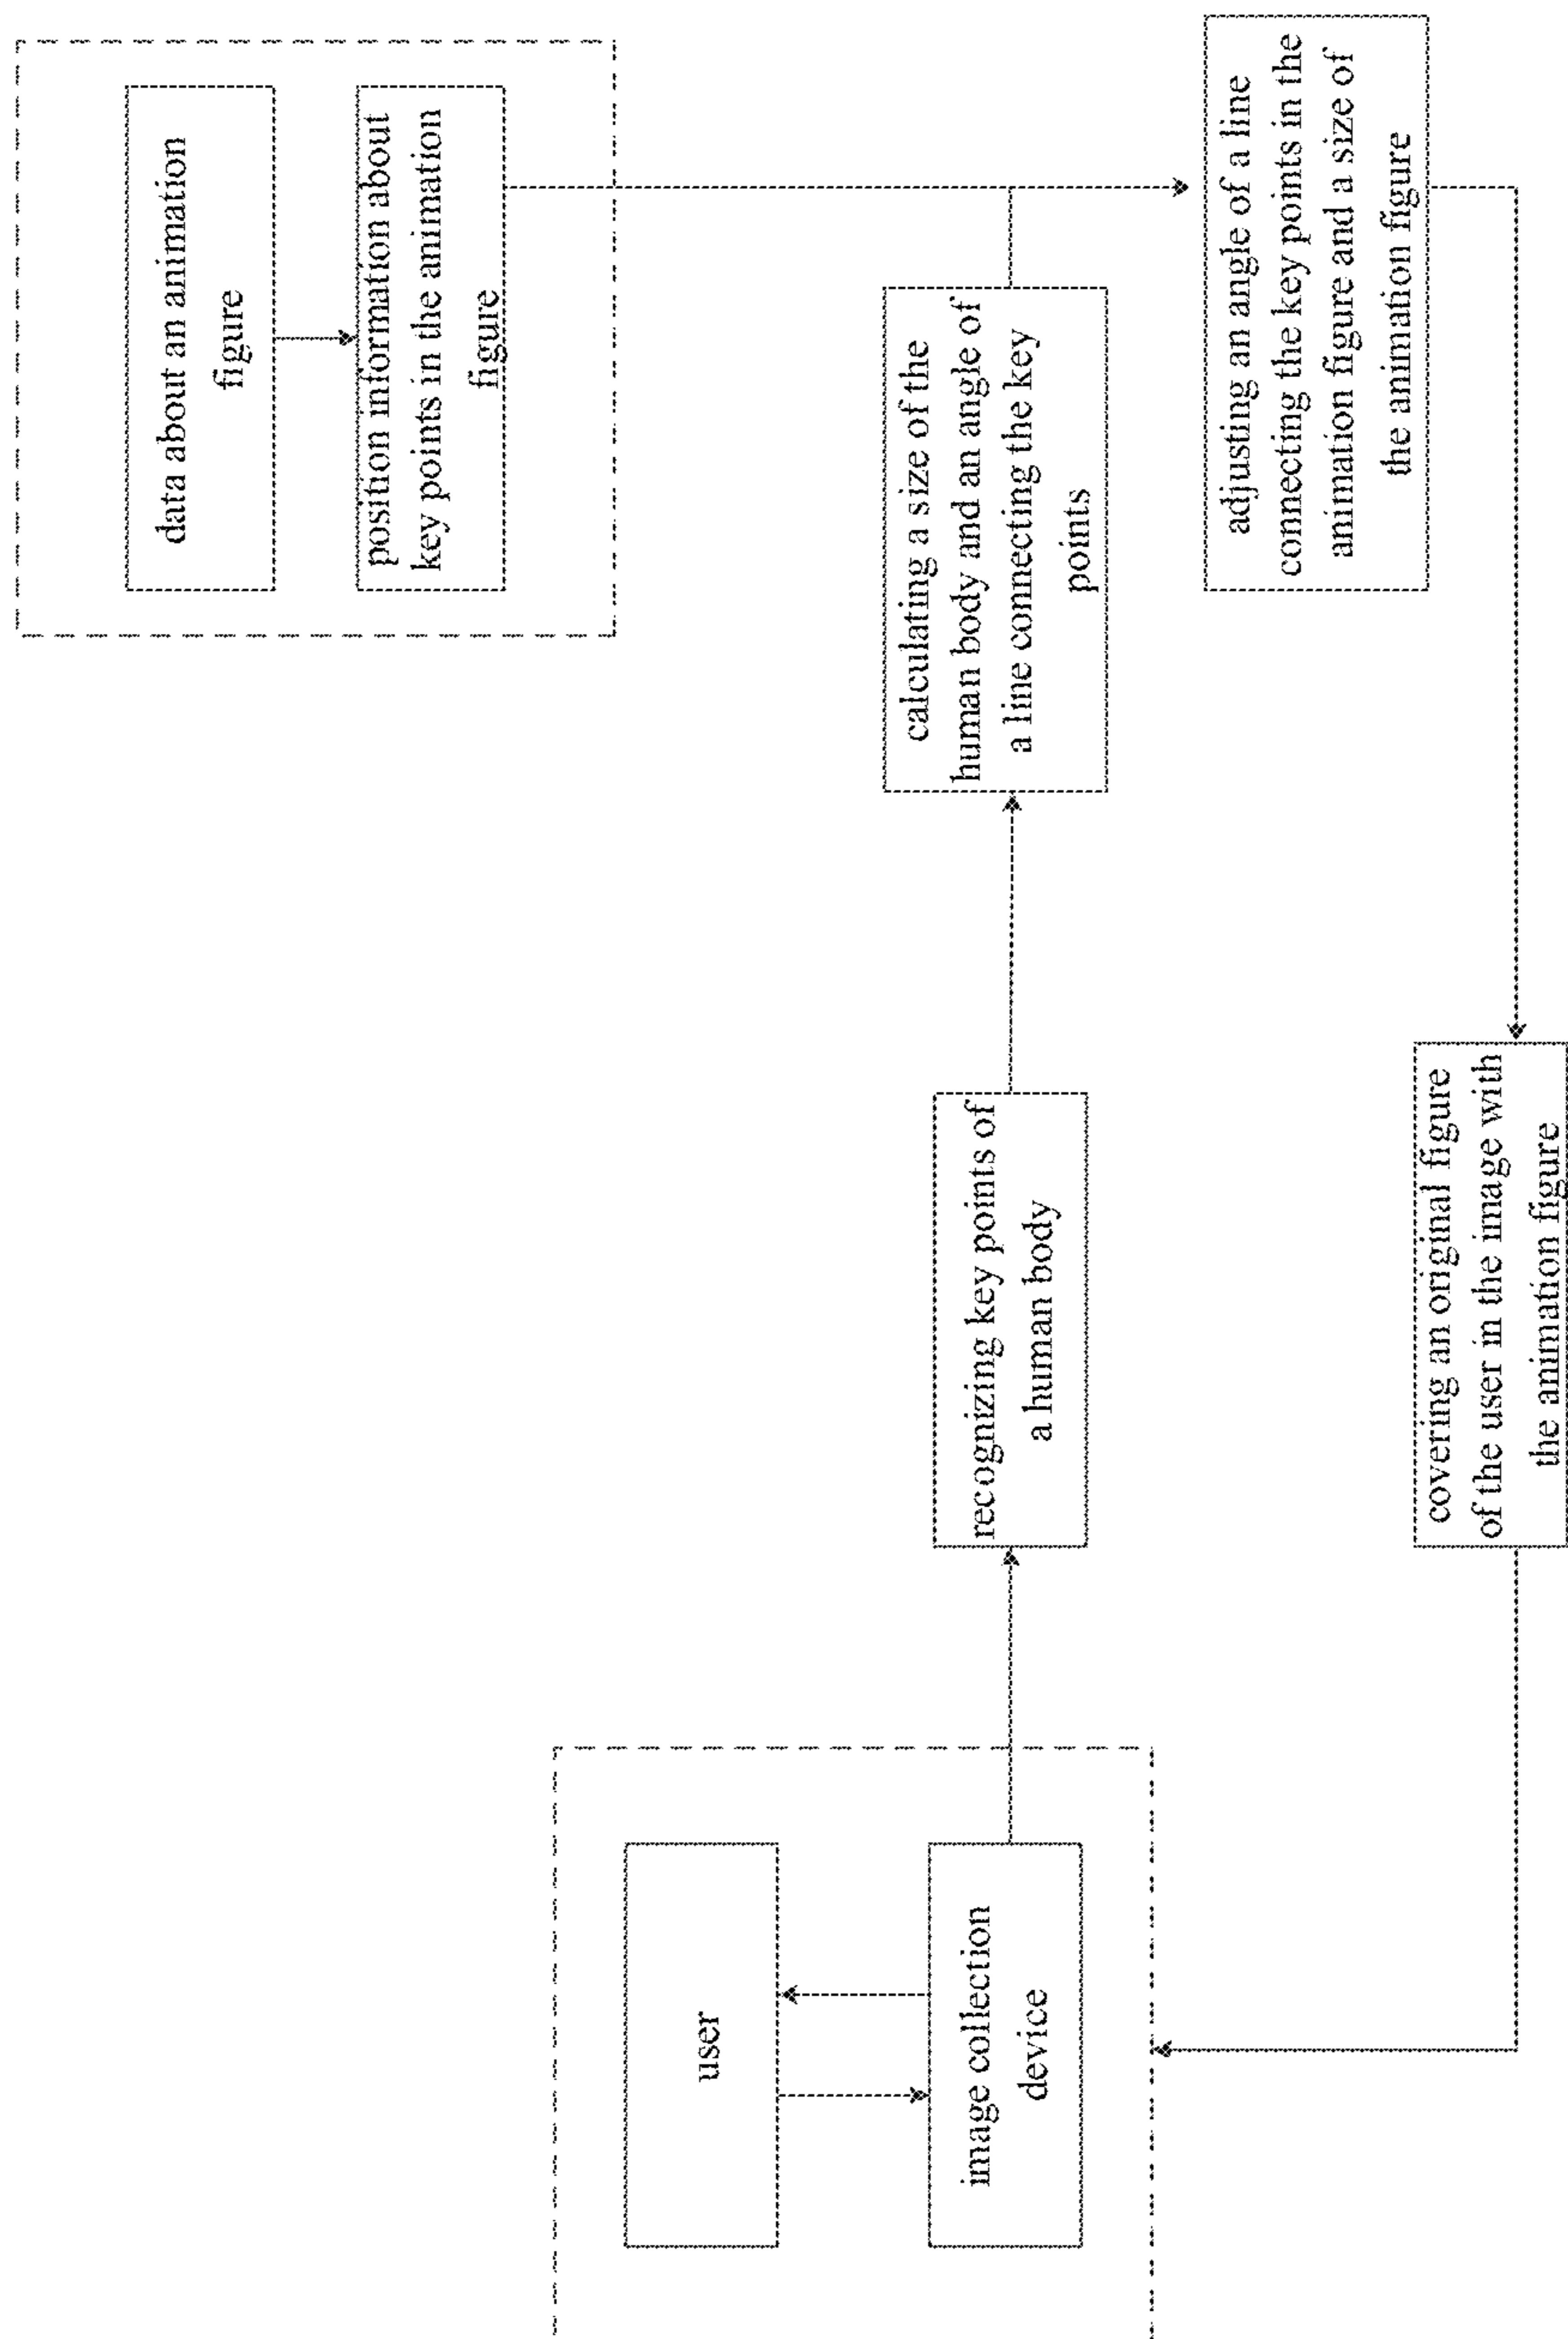 user
image collection
device
recognizing key points of
a human body
calculating a size of the
human body and an angle of
a line connecting the key
points
data about an animation
figure
position information about
key points in the animation
figure
adjusting an angle of a line
connecting the key points in the
animation figure and a size of
the animation figure
covering an original figure
of the user in the image with
the animation figure